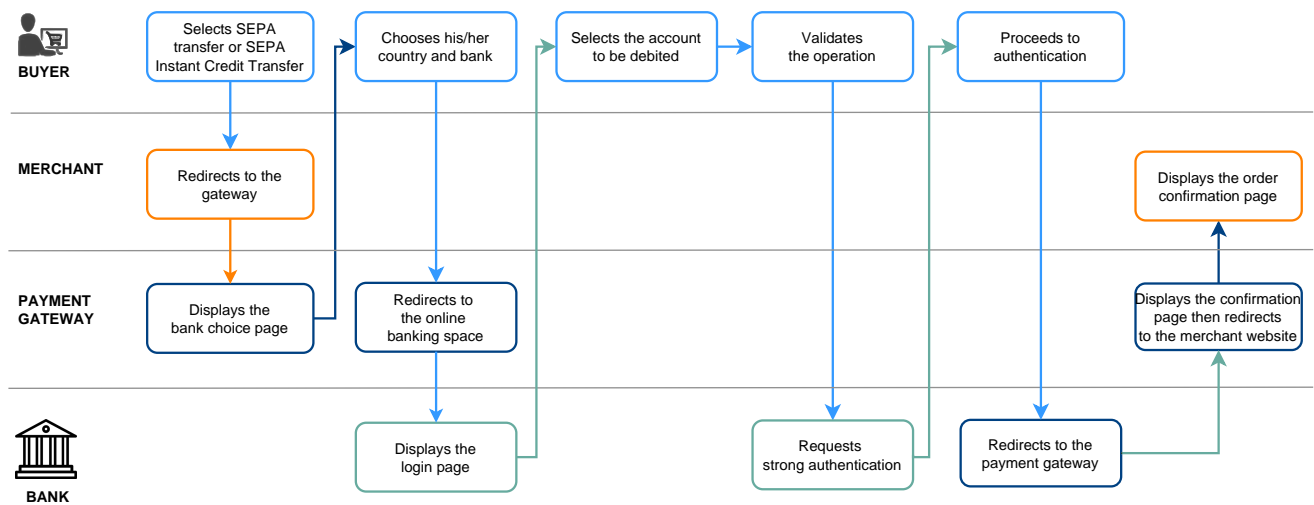 BUYER
Selects SEPA
transfer or SEPA
Instant Credit Transfer
Chooses his/her
country and bank
Selects the account
to be debited
Validates
the operation
Proceeds to
authentication
MERCHANT
Redirects to the
gateway
Displays the order
confirmation page
PAYMENT
GATEWAY
Displays the
bank choice page
Redirects to
the online
banking space
Displays the confirmation
page then redirects
to the merchant website
BANK
Displays the
login page
Requests
strong authentication
Redirects to the
payment gateway